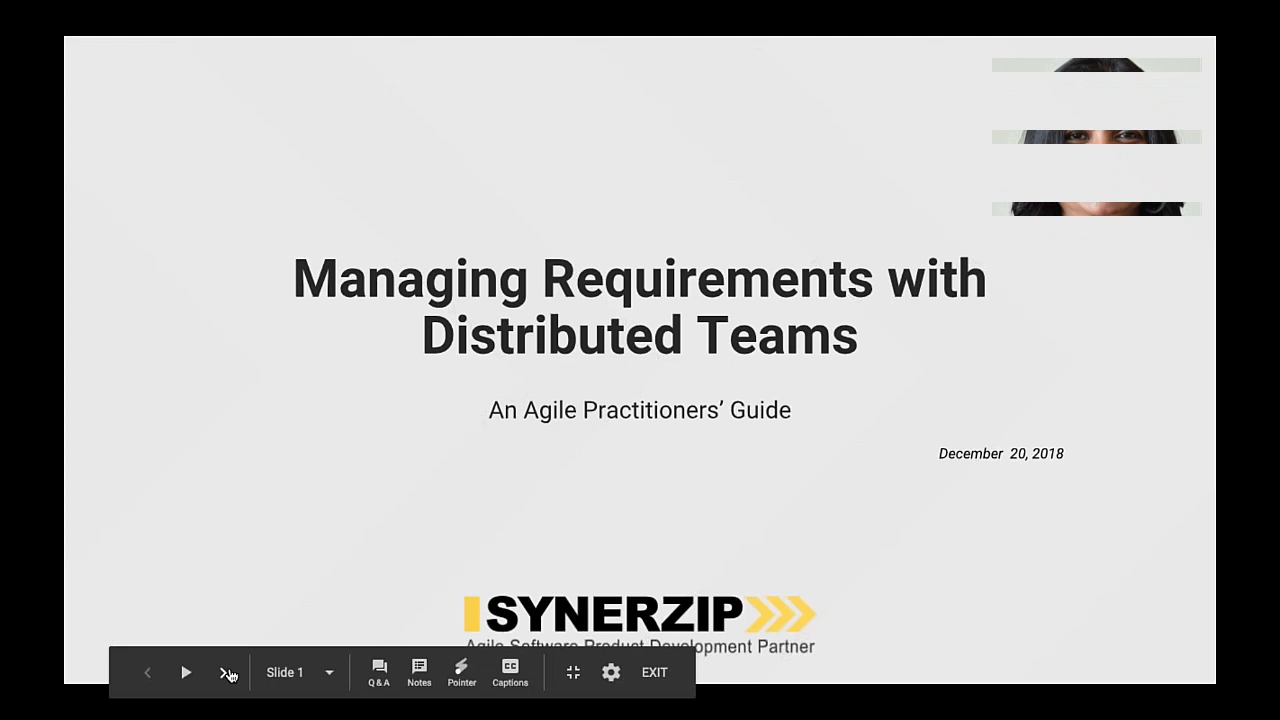 Managing Requirements with
Distributed Teams
An Agile Practitioners’ Guide
December 20, 2018
SYNERZIP
Agile Software Product Development Partner
Slide 1
Q & A
Notes
Pointer
CC
Captions
EXIT